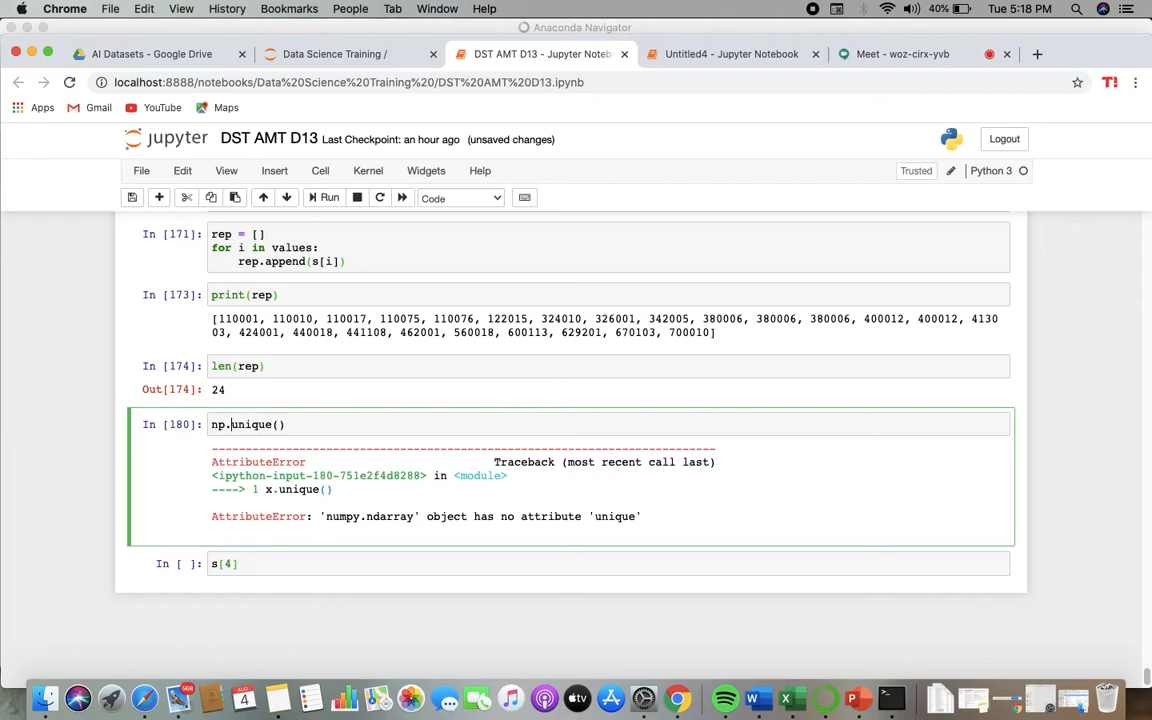 Chrome File Edit View History Bookmarks People Tab Window Help 40% Tue 5:18 PM
Anaconda Navigator
AI Datasets - Google Drive Data Science Training / DST AMT D13 - Jupyter Noteb Untitled4 - Jupyter Notebook Meet - woz-cirx-yvb
localhost:8888/notebooks/Data%20Science%20Training%20/DST%20AMT%20D13.ipynb T!
Apps Gmail YouTube Maps
jupyter DST AMT D13 Last Checkpoint: an hour ago (unsaved changes) Logout
File Edit View Insert Cell Kernel Widgets Help Trusted Python 3
Run Code
In [171]: rep = []
for i in values:
rep.append(s[i])
In [173]: print(rep)
[110001, 110010, 110017, 110075, 110076, 122015, 324010, 326001, 342005, 380006, 380006, 380006, 400012, 400012, 4130
03, 424001, 440018, 441108, 462001, 560018, 600113, 629201, 670103, 700010]
In [174]: len(rep)
Out[174]: 24
In [180]: np.unique()
AttributeError Traceback (most recent call last)
<ipython-input-180-751e2f4d8288> in <module>
----> 1 x.unique()
AttributeError: 'numpy.ndarray' object has no attribute 'unique'
In [ ]: s[4]
568
4
tv
W X P